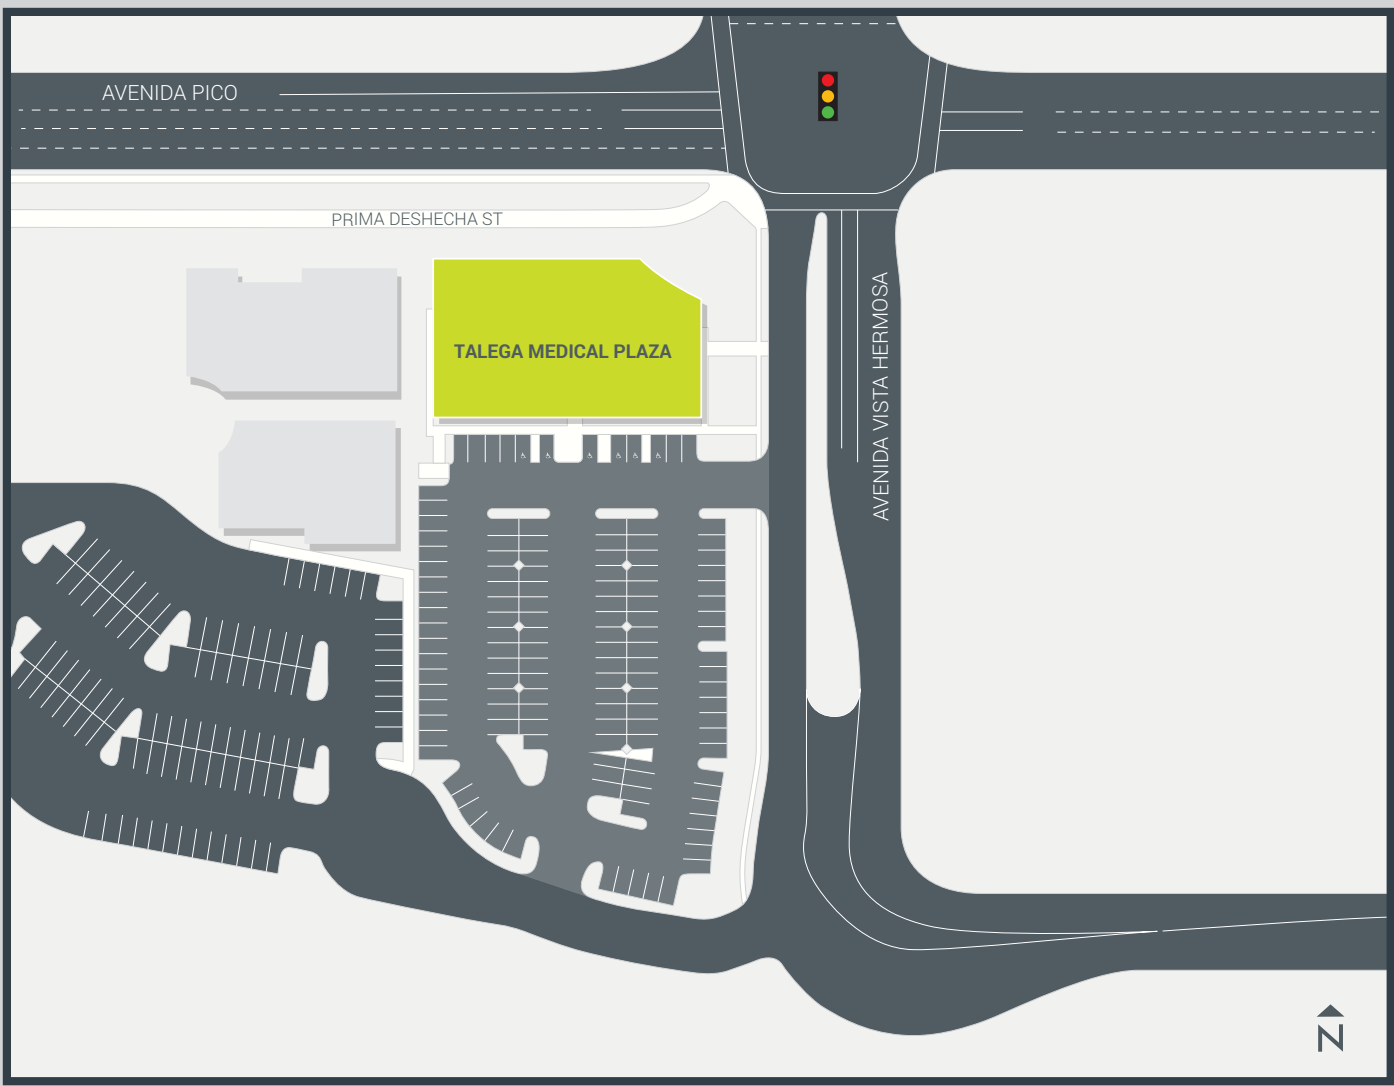 AVENIDA PICO
PRIMA DESHECHA ST
TALEGA MEDICAL PLAZA
AVENIDA VISTA HERMOSA
N